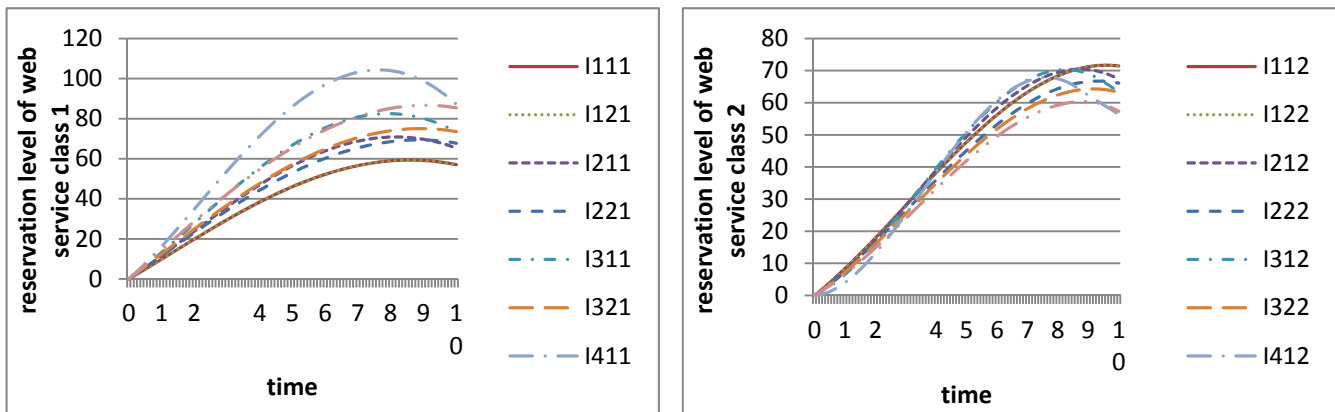 reservation level of web
service class 1
120
100
80
60
40
20
0
0 1 2 4 5 6 7 8 9 1
0
time
I111
I121
I211
I221
I311
I321
I411
reservation level of web
service class 2
80
70
60
50
40
30
20
10
0
0 1 2 4 5 6 7 8 9 1
0
time
I112
I122
I212
I222
I312
I322
I412